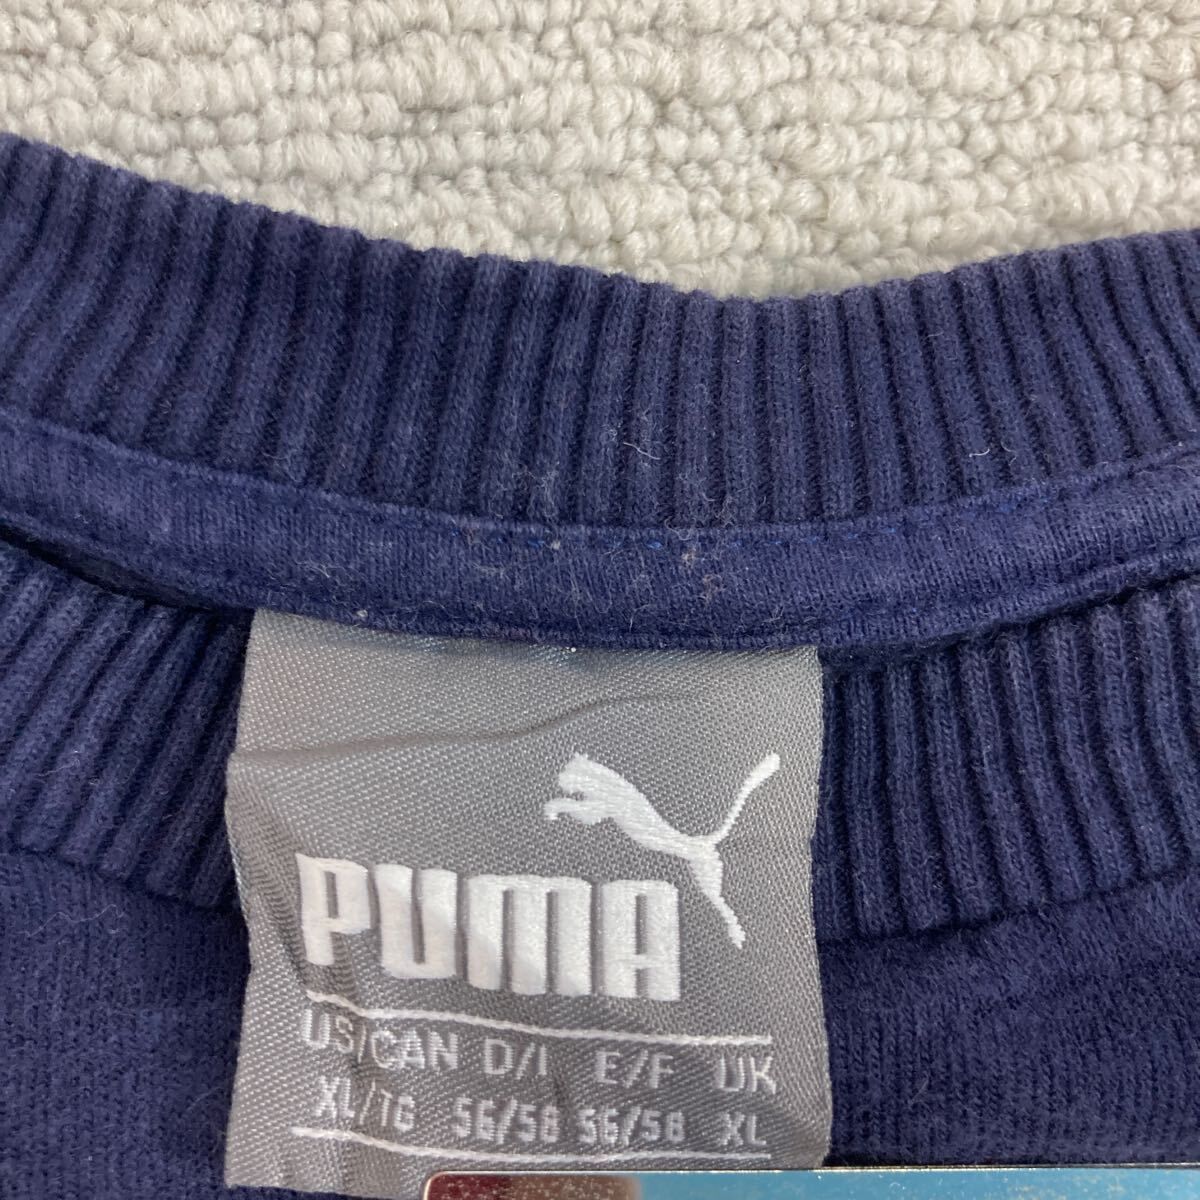 PUMA
US/CAN D/I E/F UK
XL/TG 56/58 56/58 XL